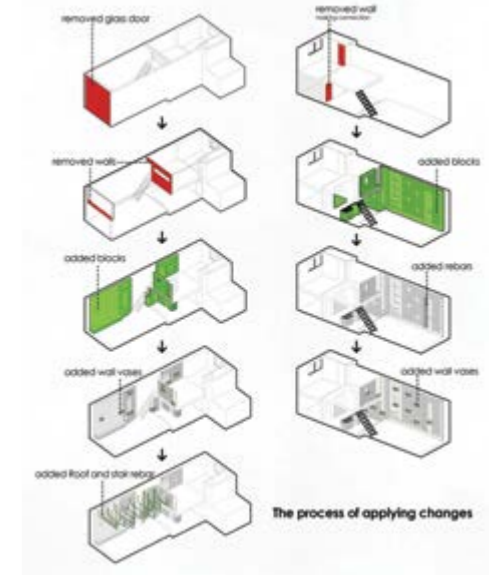 removed glass door
removed walls
added blocks
added wall vases
added Roof and stair rebar
removed wall
added blocks
added rebars
added wall vases
The process of applying changes